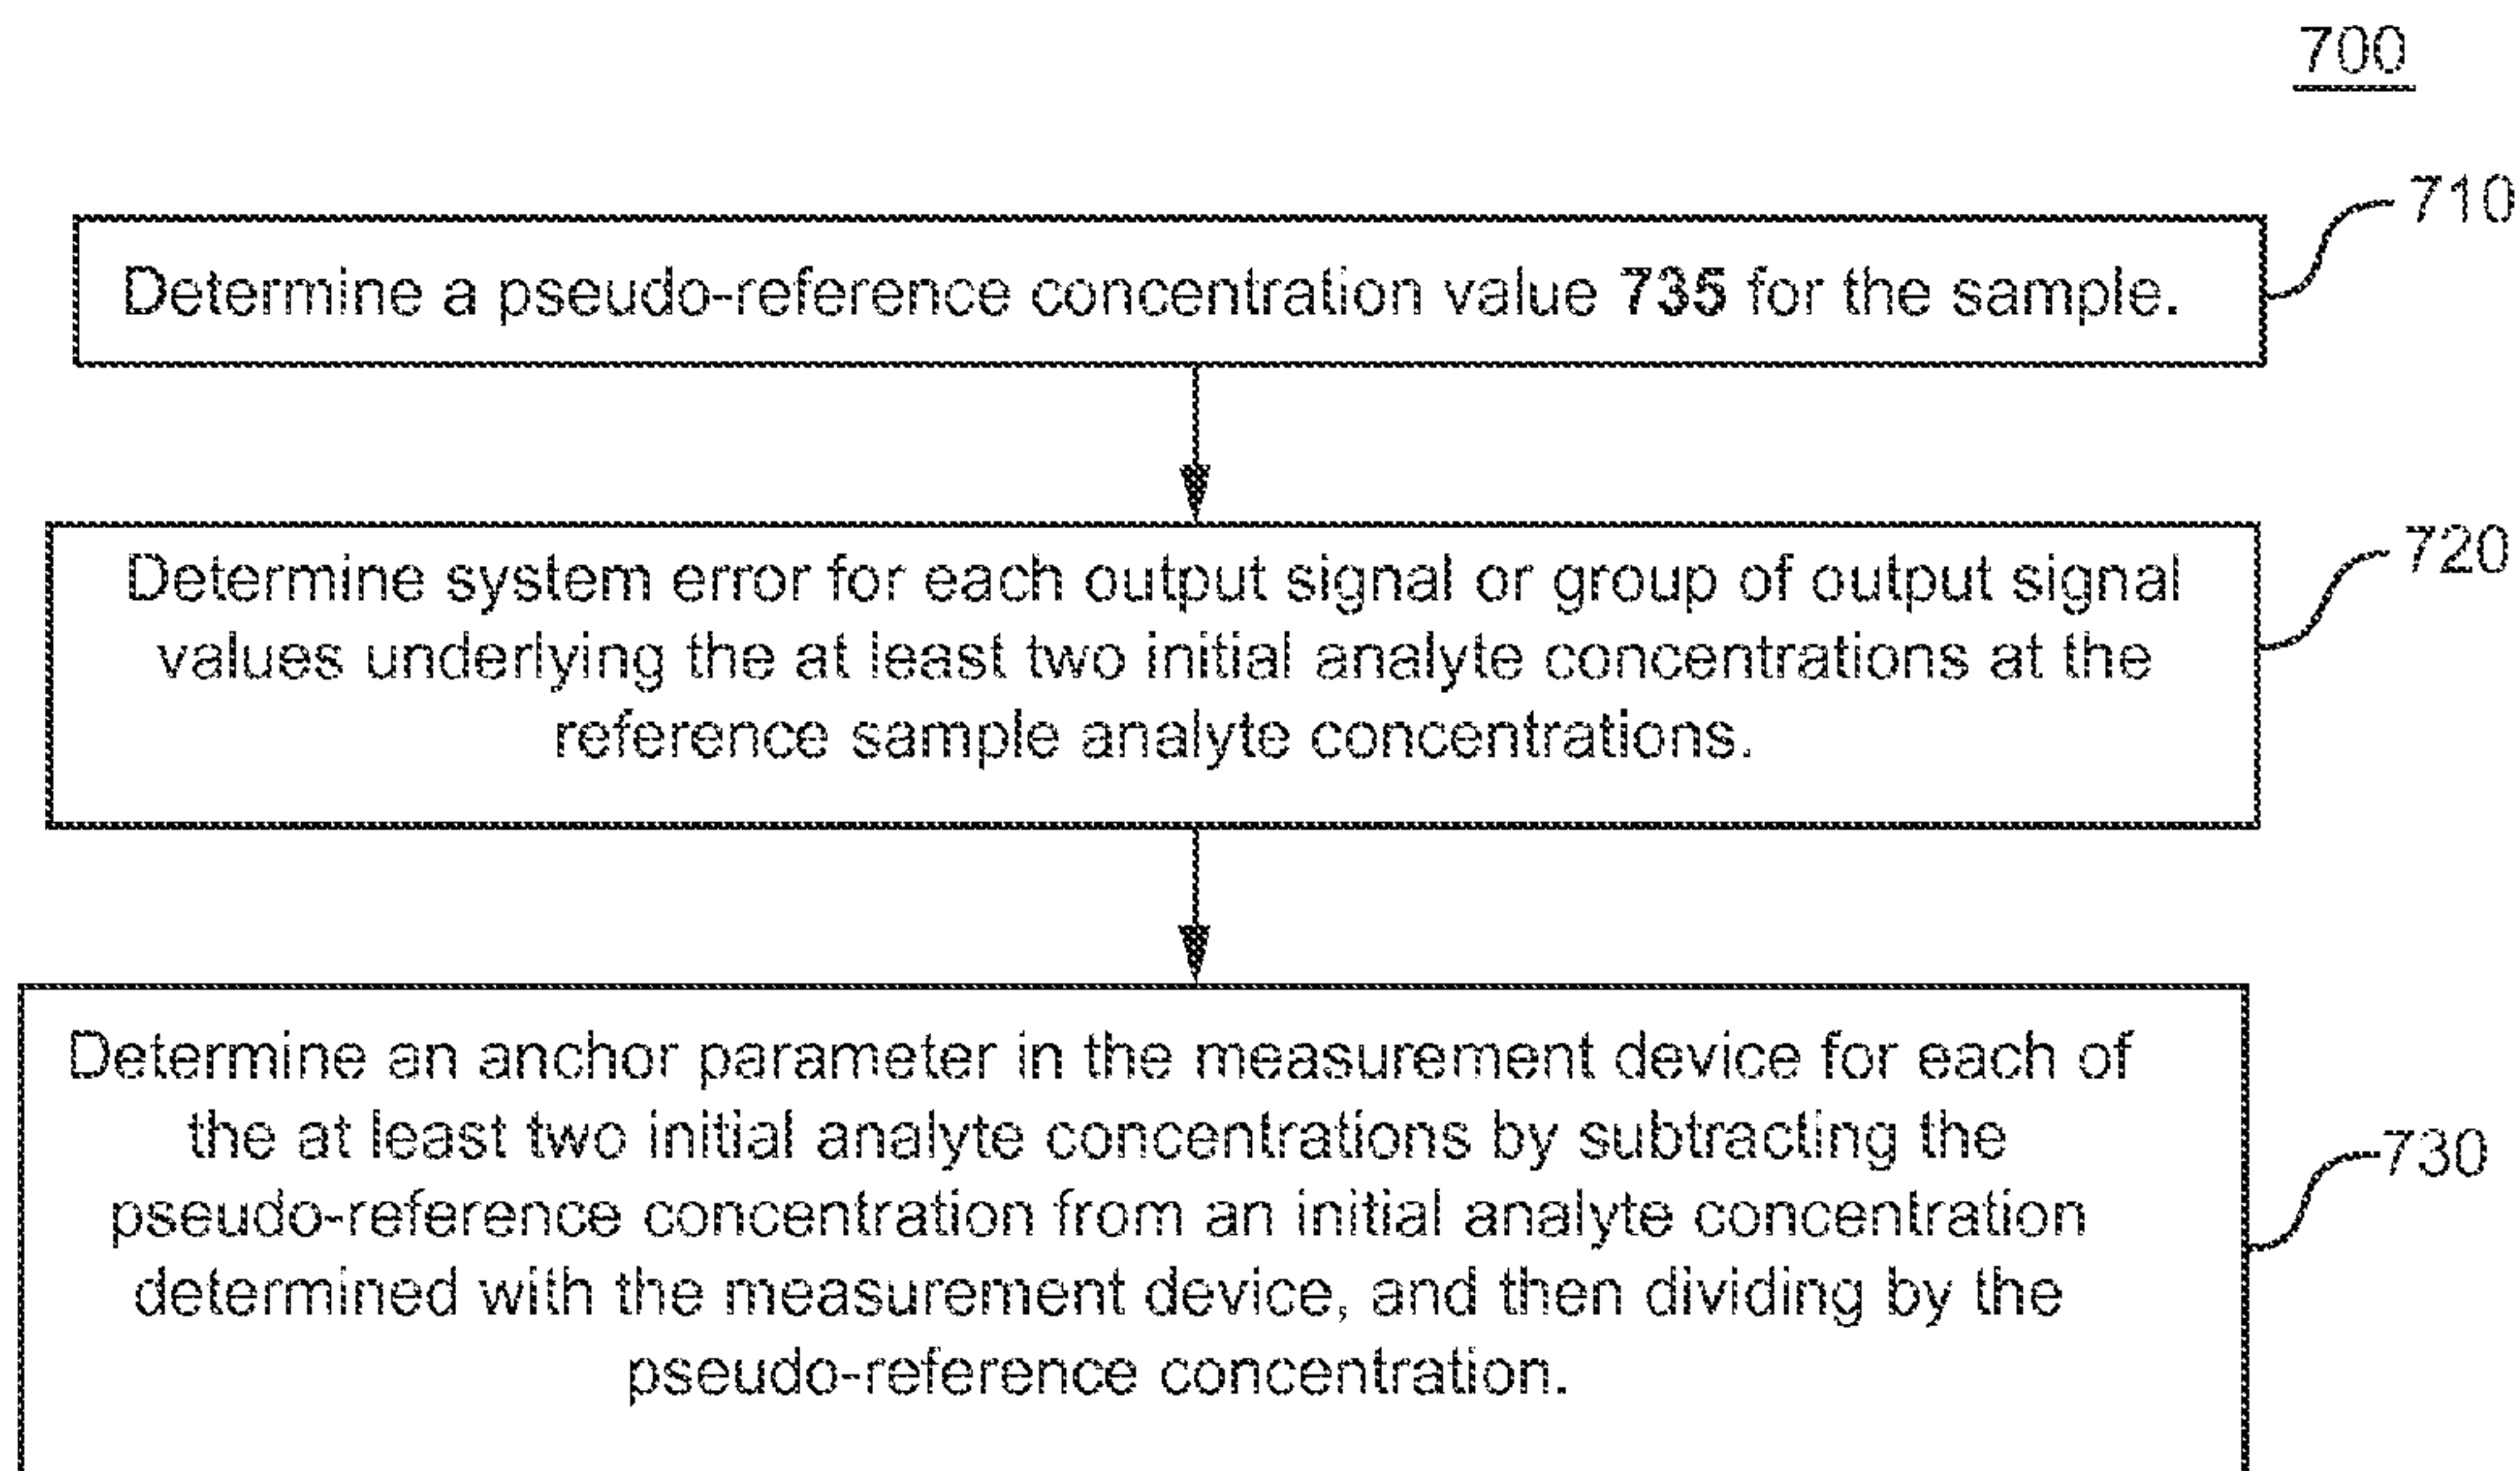 700
710
Determine a pseudo-reference concentration value 735 for the sample.
720
Determine system error for each output signal or group of output signal
values underlying the at least two initial analyte concentrations at the
reference sample analyte concentrations.
Determine an anchor parameter in the measurement device for each of
the at least two initial analyte concentrations by subtracting the
730
pseudo-reference concentration from an initial analyte concentration
determined with the measurement device, and then dividing by the
pseudo-reference concentration.